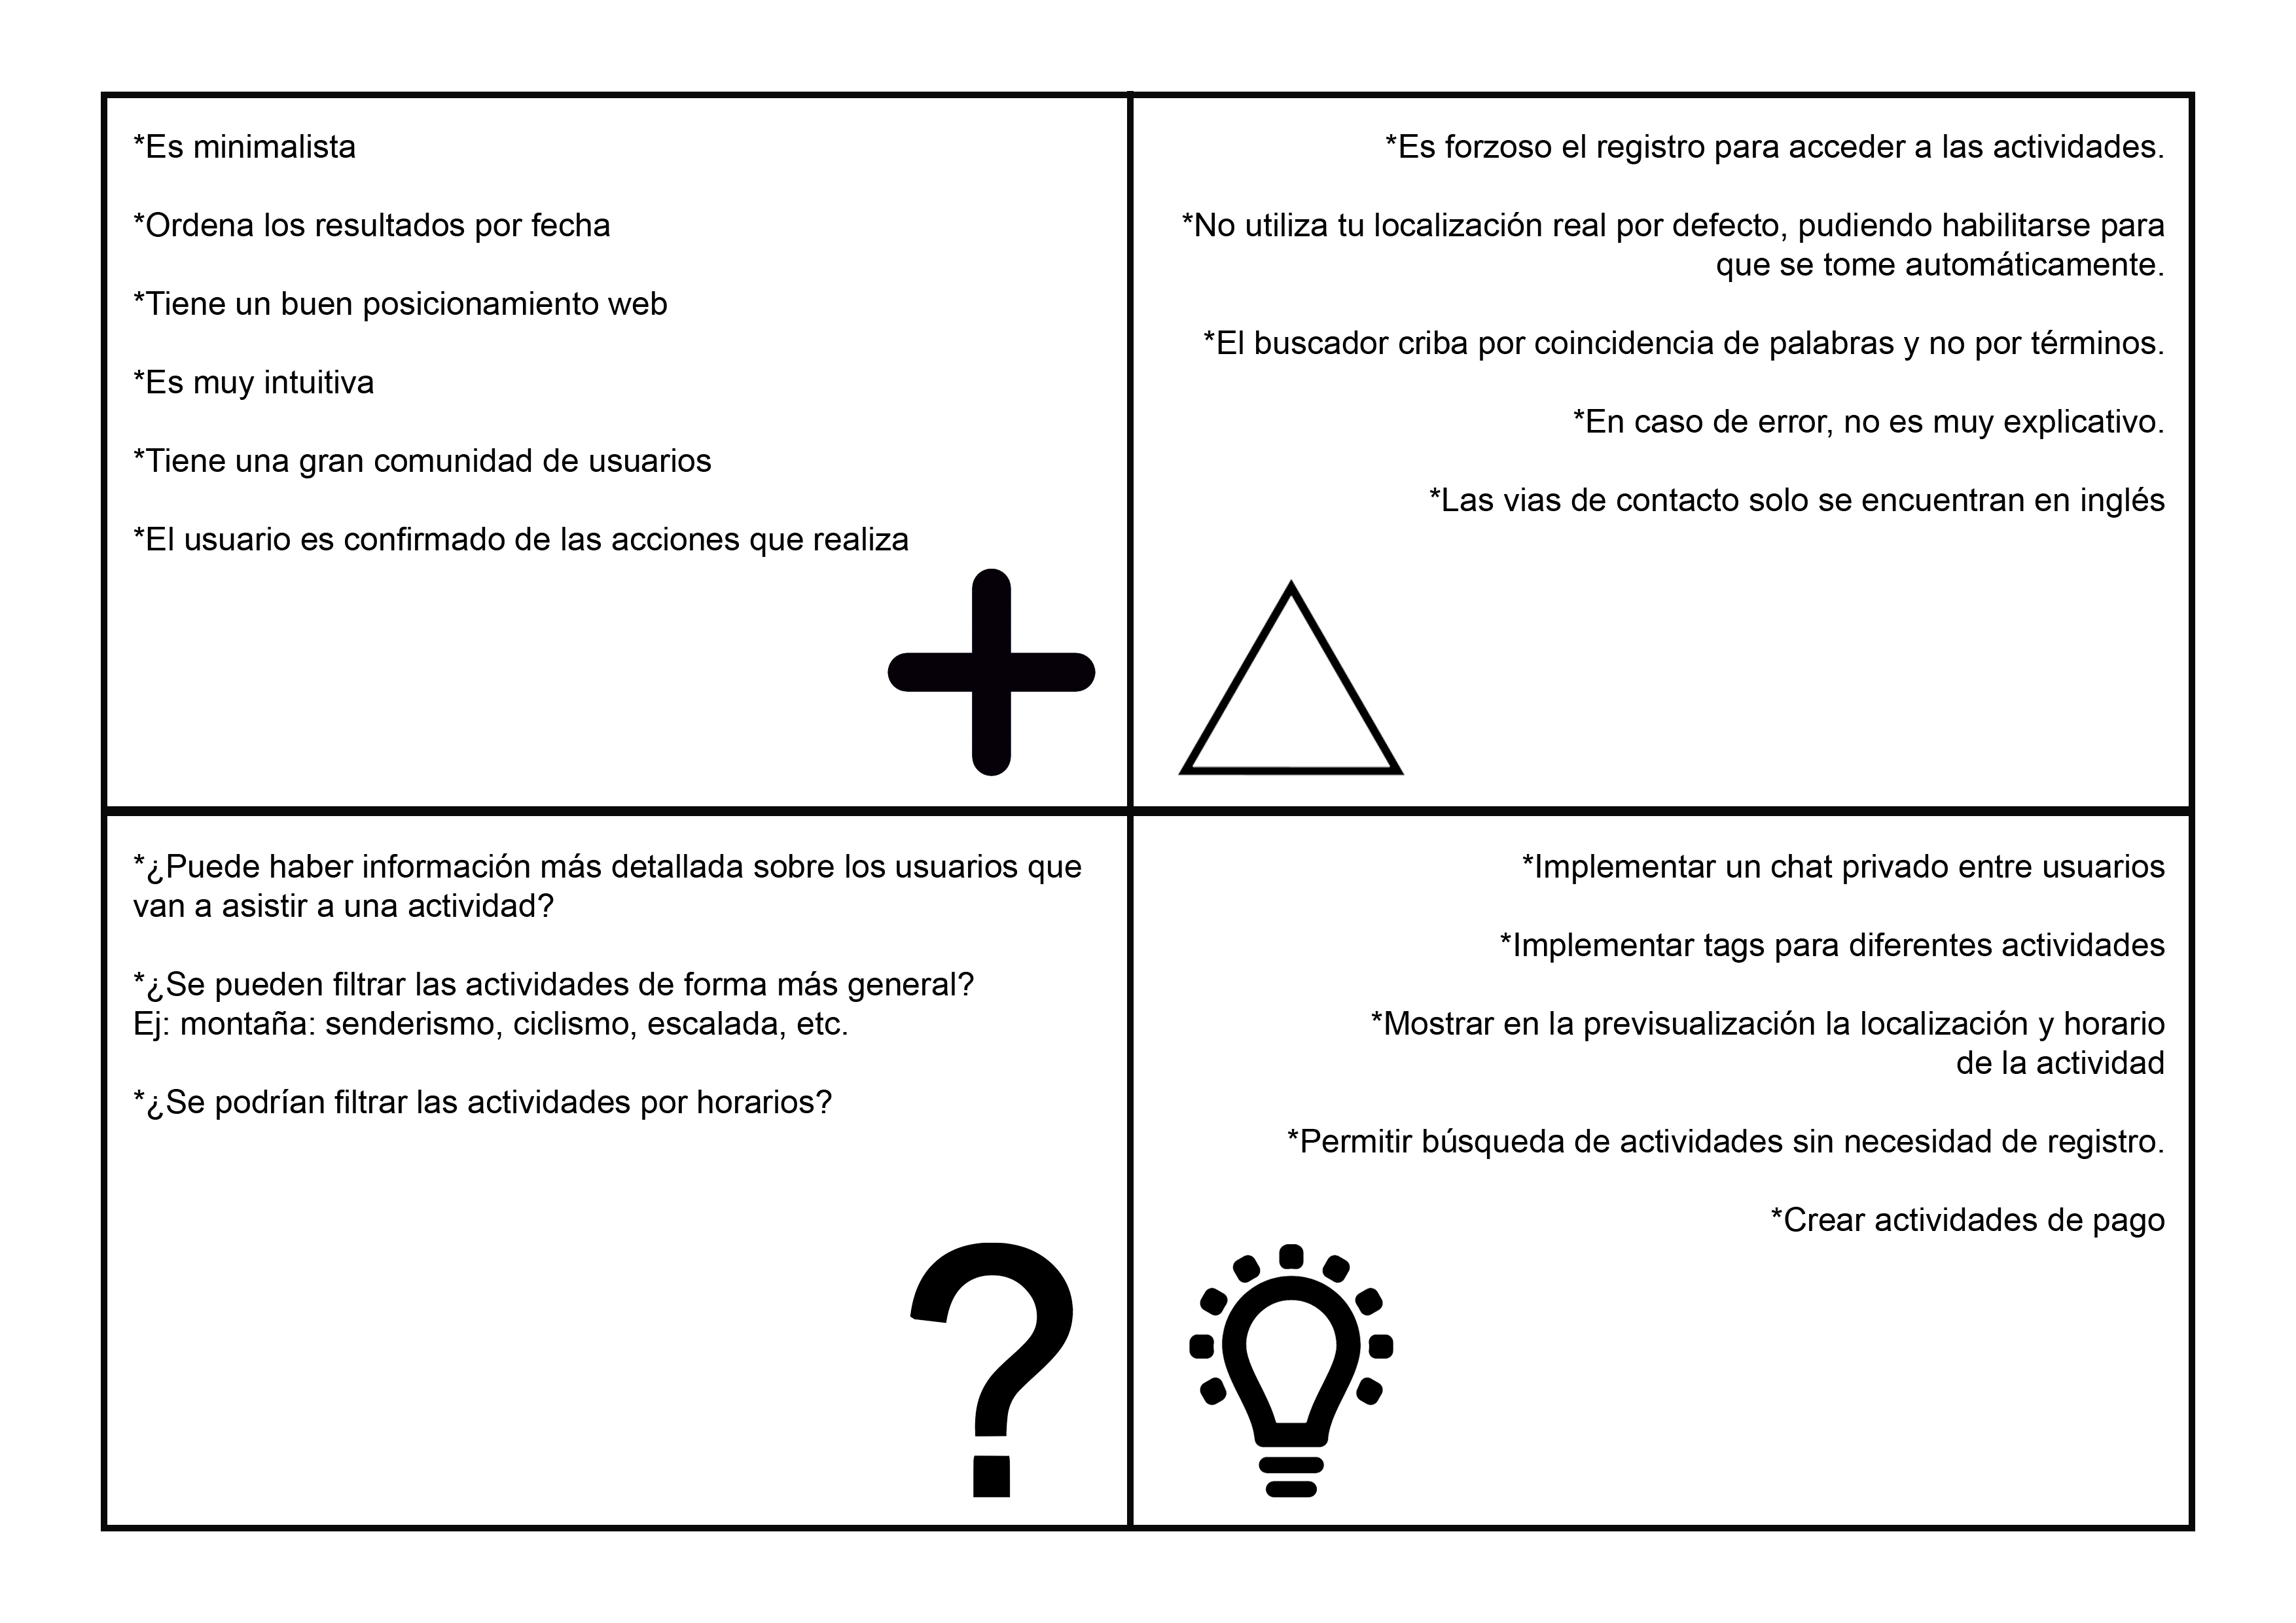 *Es minimalista
*Ordena los resultados por fecha
*Tiene un buen posicionamiento web
*Es muy intuitiva
*Tiene una gran comunidad de usuarios
*El usuario es confirmado de las acciones que realiza
*Es forzoso el registro para acceder a las actividades.
*No utiliza tu localización real por defecto, pudiendo habilitarse para
que se tome automáticamente.
*El buscador criba por coincidencia de palabras y no por términos.
*En caso de error, no es muy explicativo.
*Las vias de contacto solo se encuentran en inglés
*¿Puede haber información más detallada sobre los usuarios que
van a asistir a una actividad?
*¿Se pueden filtrar las actividades de forma más general?
Ej: montaña: senderismo, ciclismo, escalada, etc.
*¿Se podrían filtrar las actividades por horarios?
*Implementar un chat privado entre usuarios
*Implementar tags para diferentes actividades
*Mostrar en la previsualización la localización y horario
de la actividad
*Permitir búsqueda de actividades sin necesidad de registro.
*Crear actividades de pago